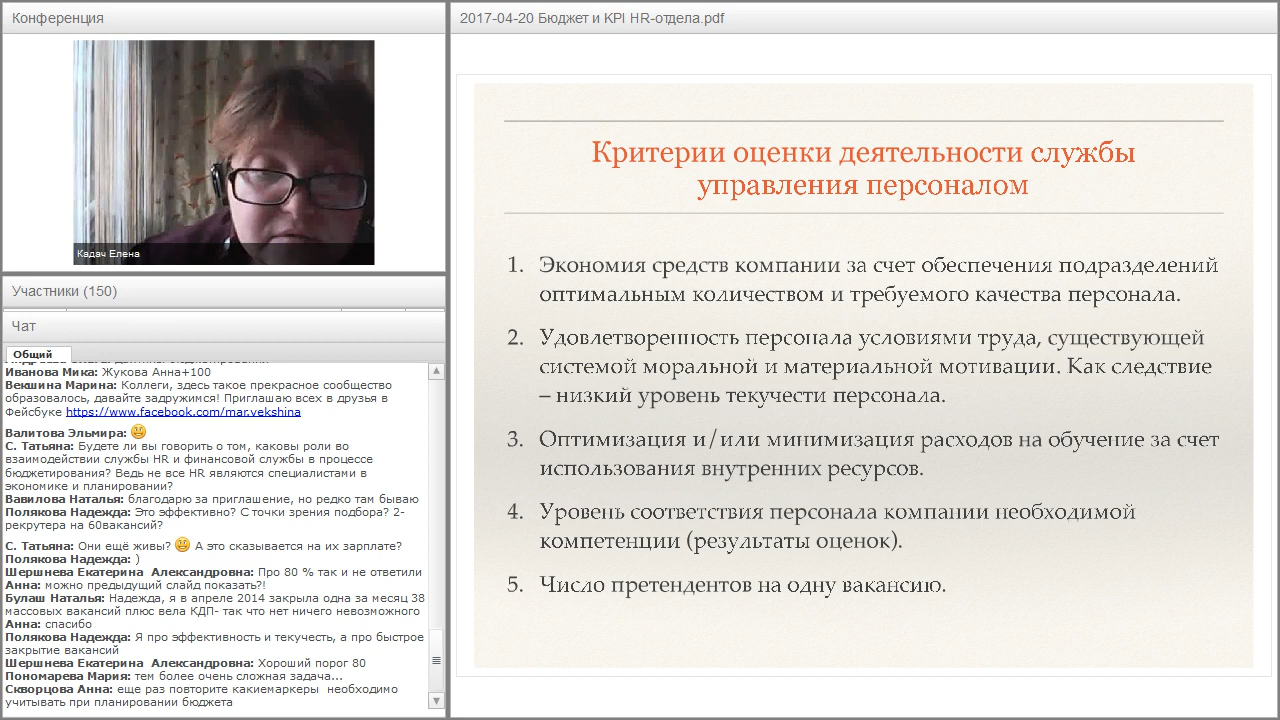 Конференция
Кадач Елена
Участники (150)
Чат
Общий
Иванова Мика: Жукова Анна+100
Векшина Марина: Коллеги, здесь такое прекрасное сообщество
образовалось, давайте задружимся! Приглашаю всех в друзья в
Фейсбуке https://www.facebook.com/mar.vekshina
Валитова Эльмира:
С. Татьяна: Будете ли вы говорить о том, каковы роли во
взаимодействии службы HR и финансовой службы в процессе
бюджетирования? Ведь не все HR являются специалистами в
экономике и планировании?
Вавилова Наталья: благодарю за приглашение, но редко там бываю
Полякова Надежда: Это эффективно? С точки зрения подбора? 2-
рекрутера на 60вакансий?
С. Татьяна: Они ещё живы? А это сказывается на их зарплате?
Полякова Надежда: )
Шершнева Екатерина Александровна: Про 80 % так и не ответили
Анна: можно предыдущий слайд показать?!
Булаш Наталья: Надежда, я в апреле 2014 закрыла одна за месяц 38
массовых вакансий плюс вела КДП- так что нет ничего невозможного
Анна: спасибо
Полякова Надежда: Я про эффективность и текучесть, а про быстрое
закрытие вакансий
Шершнева Екатерина Александровна: Хороший порог 80
Пономарева Мария: тем более очень сложная задача...
Скворцова Анна: еще раз повторите какиемаркеры необходимо
учитывать при планировании бюджета
2017-04-20 Бюджет и KPI HR-отдела.pdf
Критерии оценки деятельности службы
управления персоналом
1. Экономия средств компании за счет обеспечения подразделений
оптимальным количеством и требуемого качества персонала.
2. Удовлетворенность персонала условиями труда, существующей
системой моральной и материальной мотивации. Как следствие
– низкий уровень текучести персонала.
3. Оптимизация и/или минимизация расходов на обучение за счет
использования внутренних ресурсов.
4. Уровень соответствия персонала компании необходимой
компетенции (результаты оценок).
5. Число претендентов на одну вакансию.